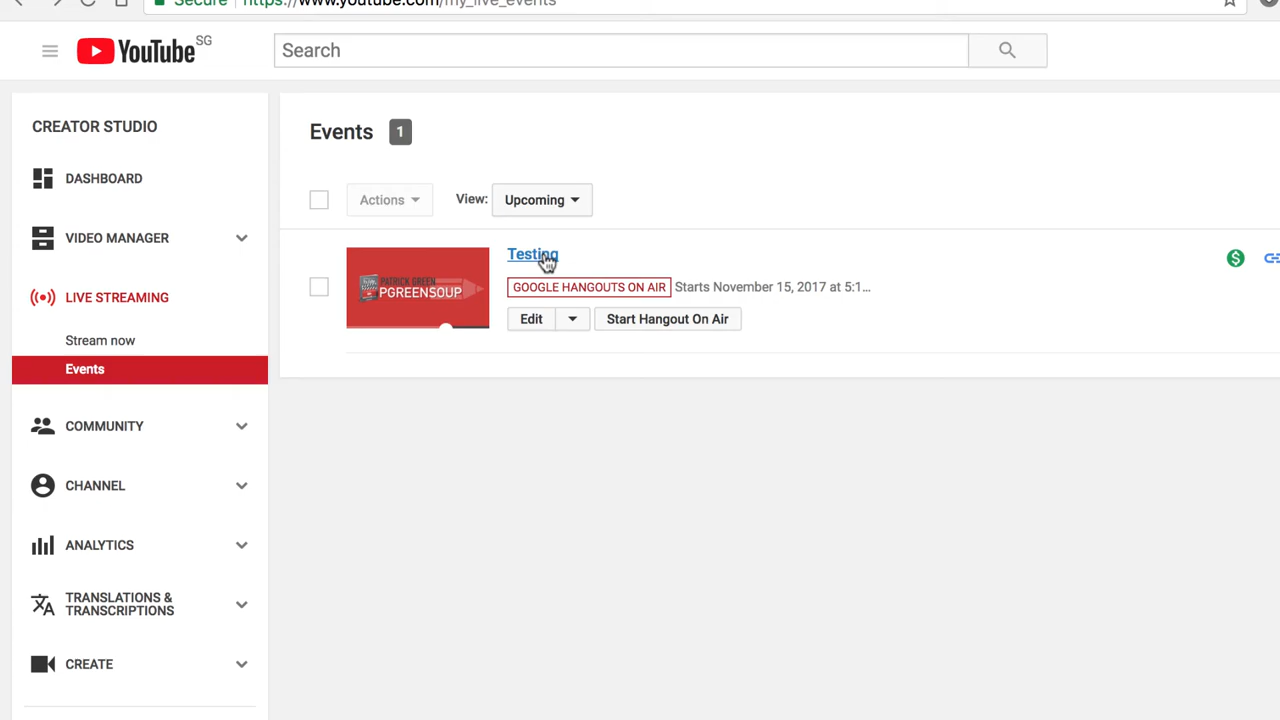 Secure https://www.youtube.com/my_live_events
YouTube SG
Search
CREATOR STUDIO
DASHBOARD
VIDEO MANAGER
LIVE STREAMING
Stream now
Events
COMMUNITY
CHANNEL
ANALYTICS
TRANSLATIONS &
TRANSCRIPTIONS
CREATE
Events 1
Actions View: Upcoming
Testing
PATRICK GREEN
PGREENSOUP
GOOGLE HANGOUTS ON AIR Starts November 15, 2017 at 5:1...
Edit Start Hangout On Air